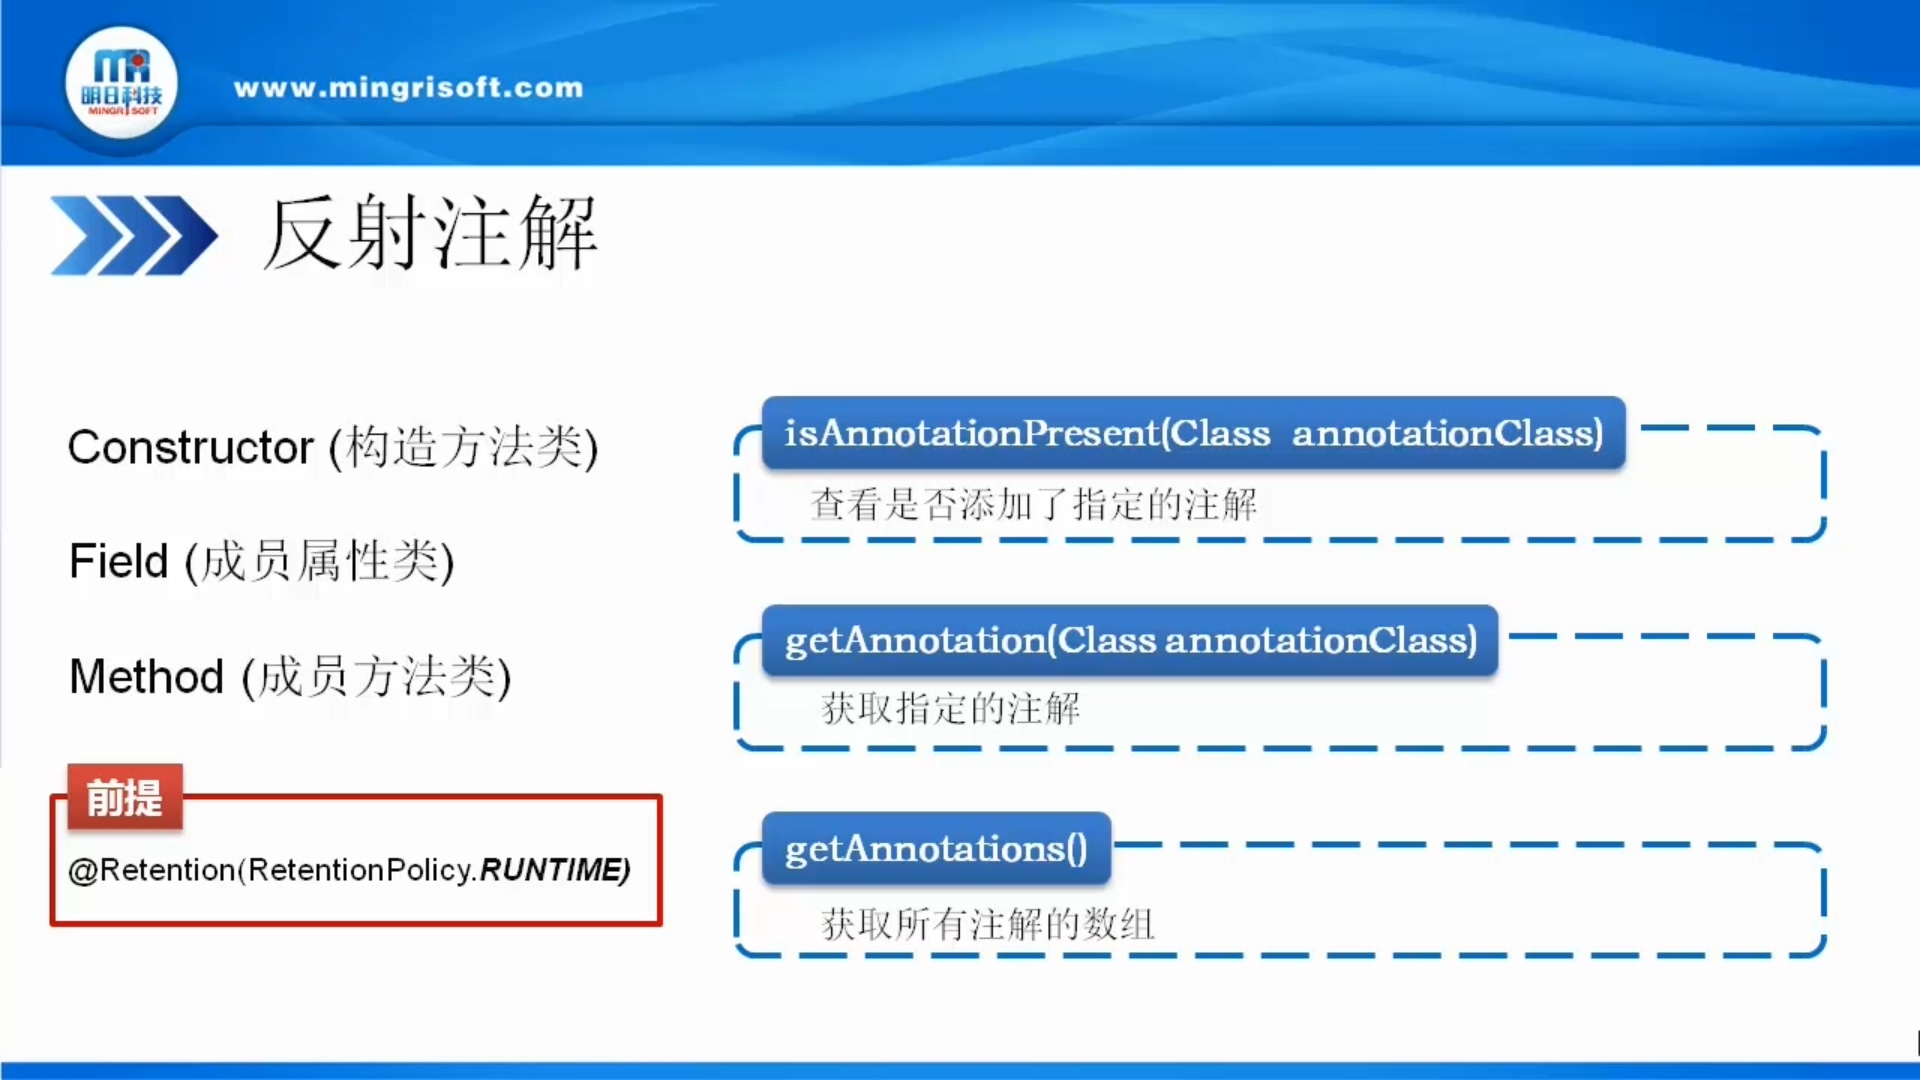 明日科技
MINGRISOFT
www.mingrisoft.com
反射注解
Constructor (构造方法类)
Field (成员属性类)
Method (成员方法类)
前提
@Retention(RetentionPolicy.RUNTIME)
isAnnotationPresent(Class annotationClass)
查看是否添加了指定的注解
getAnnotation(Class annotationClass)
获取指定的注解
getAnnotations()
获取所有注解的数组